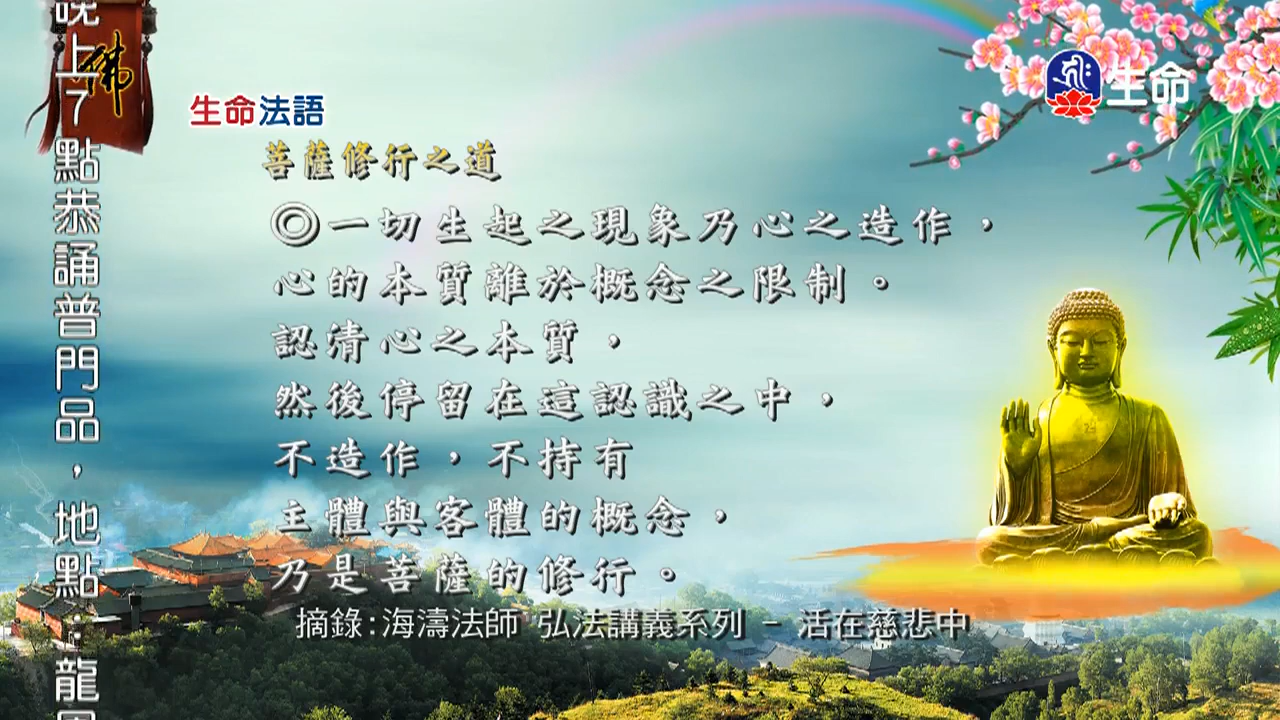 晚上7點恭誦普門品，地點:龍
佛
生命
生命法語
菩薩修行之道
◎一切生起之現象乃心之造作，
心的本質離於概念之限制。
認清心之本質，
然後停留在這認識之中，
不造作，不持有
主體與客體的概念，
乃是菩薩的修行。
摘錄:海濤法師 弘法講義系列 - 活在慈悲中